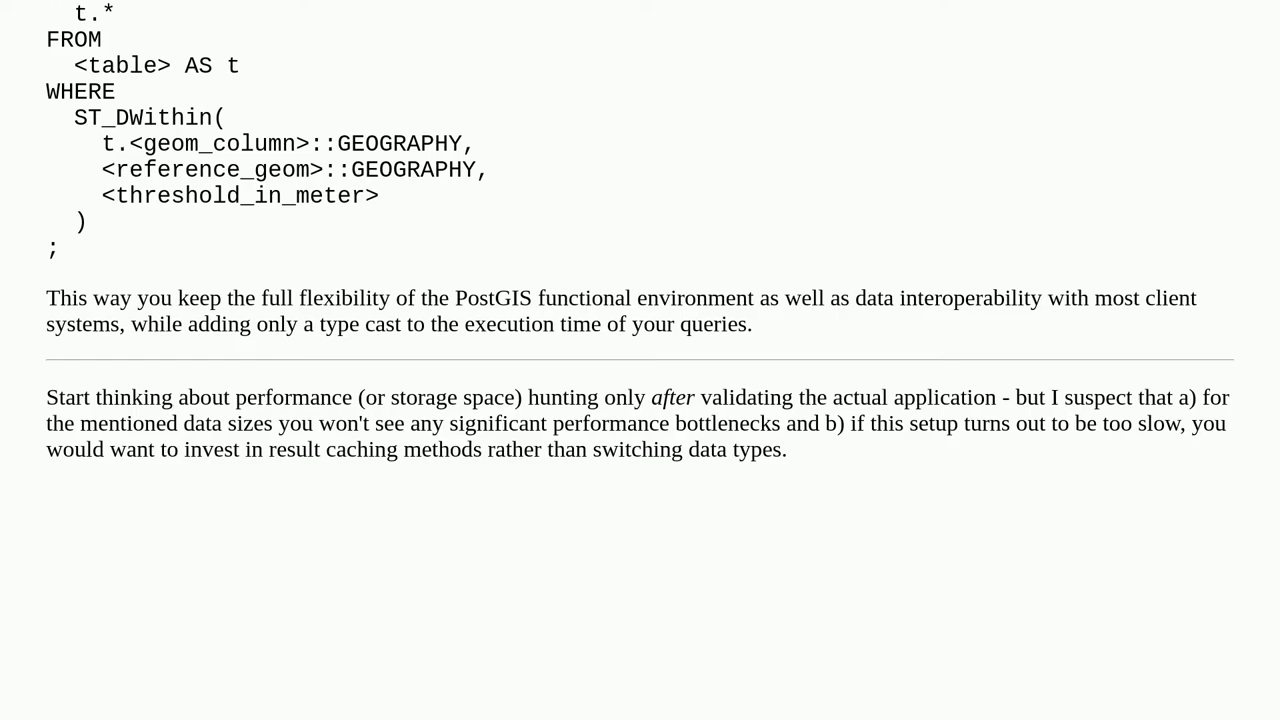 t.*
FROM
<table> AS t
WHERE
ST_DWithin(
t.<geom_column>::GEOGRAPHY,
<reference_geom>::GEOGRAPHY,
<threshold_in_meter>
)
;
This way you keep the full flexibility of the PostGIS functional environment as well as data interoperability with most client
systems, while adding only a type cast to the execution time of your queries.
Start thinking about performance (or storage space) hunting only after validating the actual application - but I suspect that a) for
the mentioned data sizes you won't see any significant performance bottlenecks and b) if this setup turns out to be too slow, you
would want to invest in result caching methods rather than switching data types.